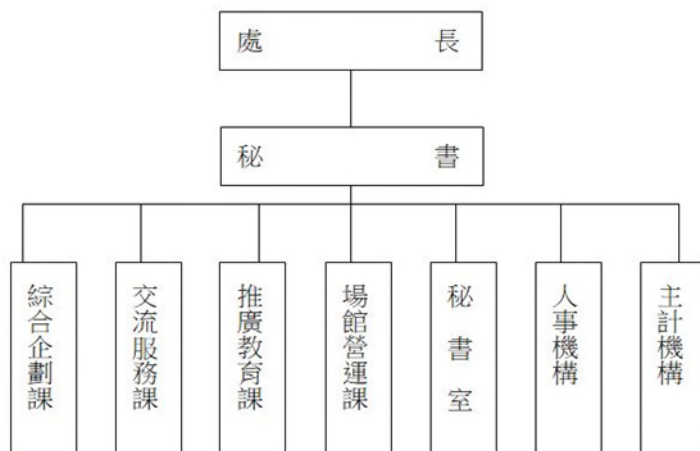 處長
秘書
綜合企劃課
交流服務課
推廣教育課
場館營運課
秘書室
人事機構
主計機構